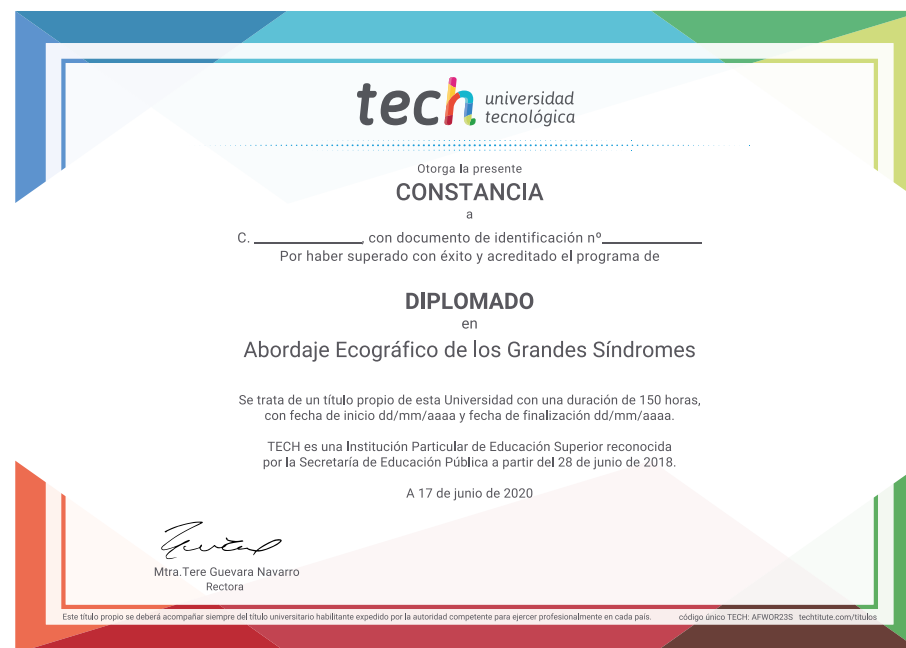 tech universidad
tecnológica
Otorga la presente
CONSTANCIA
a
C. ____________, con documento de identificación nº____________
Por haber superado con éxito y acreditado el programa de
DIPLOMADO
en
Abordaje Ecográfico de los Grandes Síndromes
Se trata de un título propio de esta Universidad con una duración de 150 horas,
con fecha de inicio dd/mm/aaaa y fecha de finalización dd/mm/aaaa.
TECH es una Institución Particular de Educación Superior reconocida
por la Secretaría de Educación Pública a partir del 28 de junio de 2018.
A 17 de junio de 2020
Mtra.Tere Guevara Navarro
Rectora
Este título propio se deberá acompañar siempre del título universitario habilitante expedido por la autoridad competente para ejercer profesionalmente en cada país. código único TECH: AFWOR23S techtitute.com/titulos